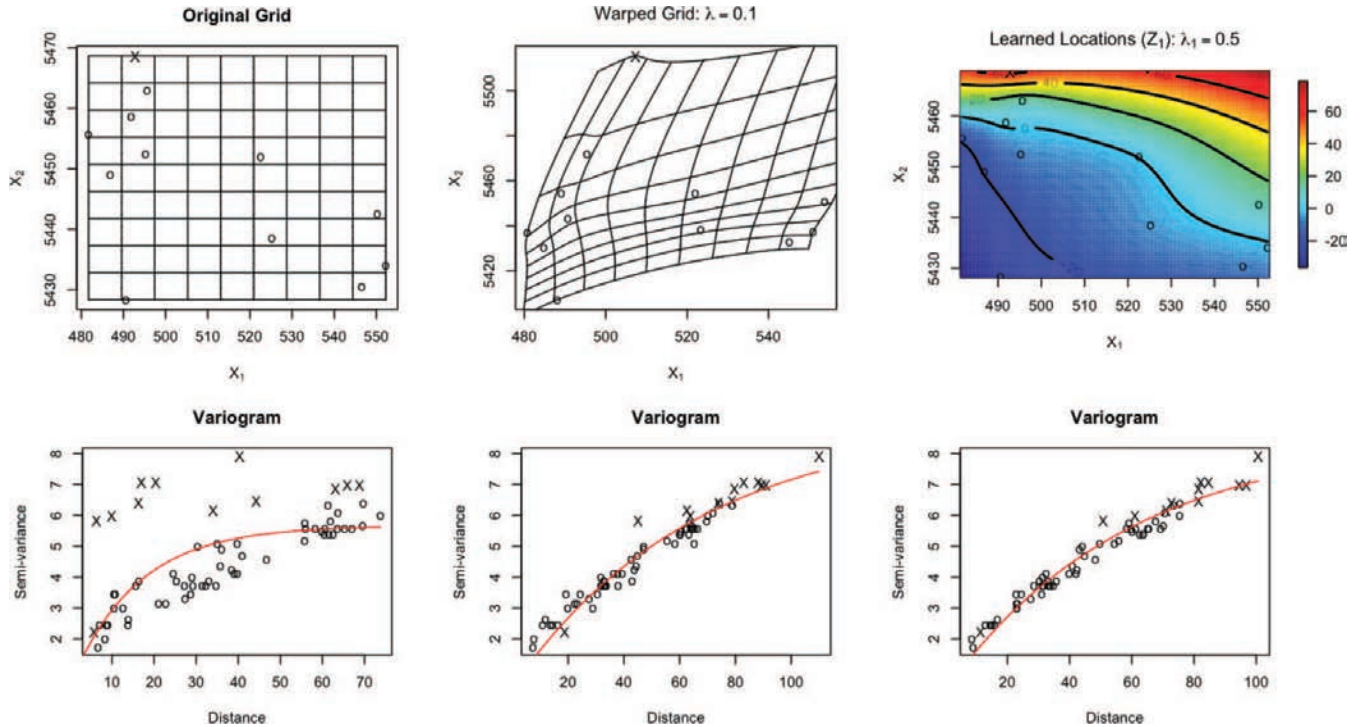 Original Grid
X
X₂
5430 5440 5450 5460 5470
480 490 500 510 520 530 540 550
X₁
Warped Grid: λ = 0.1
X
X₂
5420 5460 5500
480 500 520 540
X₁
Learned Locations (Z₁): λ₁ = 0.5
X₂
5430 5440 5450 5460
490 500 510 520 530 540 550
X₁
40
0
60
40
20
0
-20
Variogram
Semi-variance
2 3 4 5 6 7 8
10 20 30 40 50 60 70
Distance
Variogram
Semi-variance
2 3 4 5 6 7 8
20 40 60 80 100
Distance
Variogram
Semi-variance
2 3 4 5 6 7 8
20 40 60 80 100
Distance